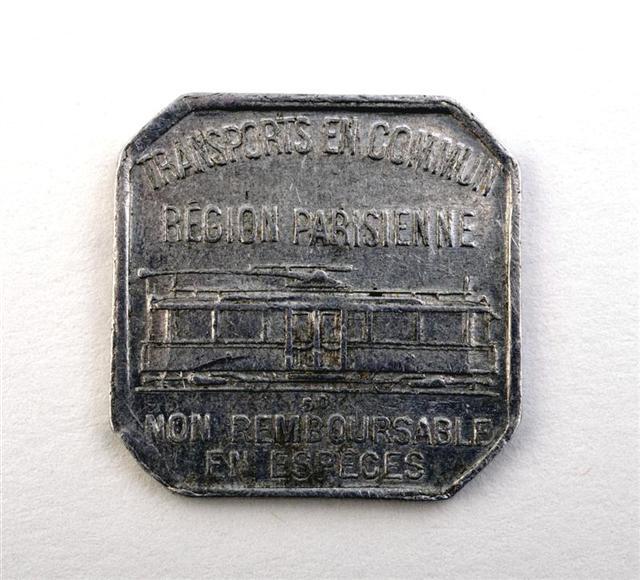 TRANSPORTS EN COMMUN
RÉGION PARISIENNE
NON REMBOURSABLE
EN ESPÈCES